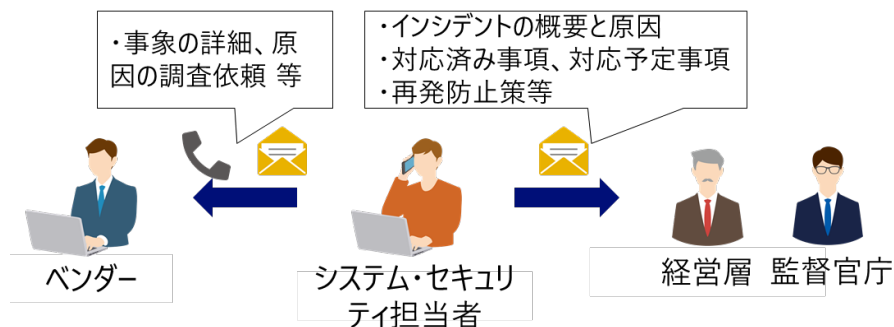 ・事象の詳細、原
因の調査依頼 等
・インシデントの概要と原因
・対応済み事項、対応予定事項
・再発防止策等
ベンダー
システム・セキュリ
ティ担当者
経営層 監督官庁